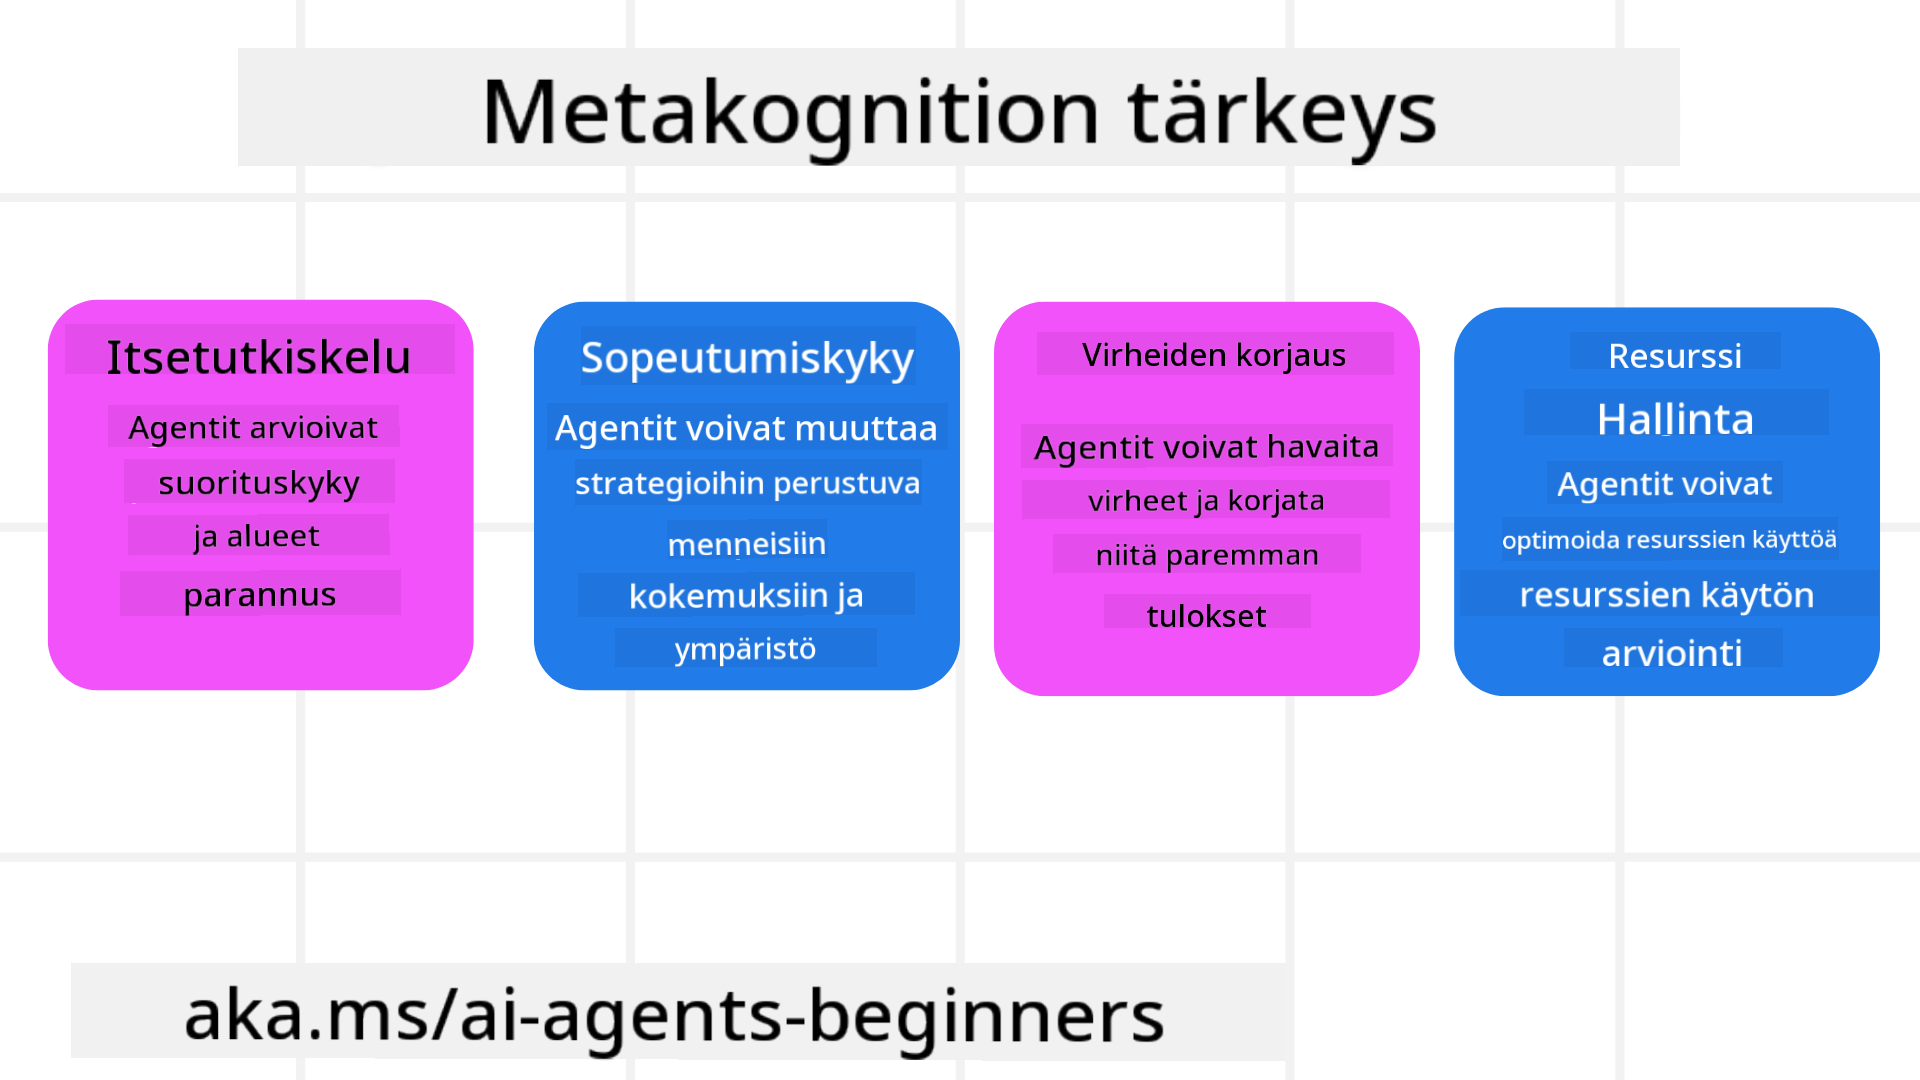 Metakognition tärkeys
Itsetutkiskelu
Agentit arvioivat
suorituskyky
ja alueet
parannus
Sopeutumiskyky
Agentit voivat muuttaa
strategioihin perustuva
menneisiin
kokemuksiin ja
ympäristö
Virheiden korjaus
Agentit voivat havaita
virheet ja korjata
niitä paremman
tulokset
Resurssi
Hallinta
Agentit voivat
optimoida resurssien käyttöä
resurssien käytön
arviointi
aka.ms/ai-agents-beginners